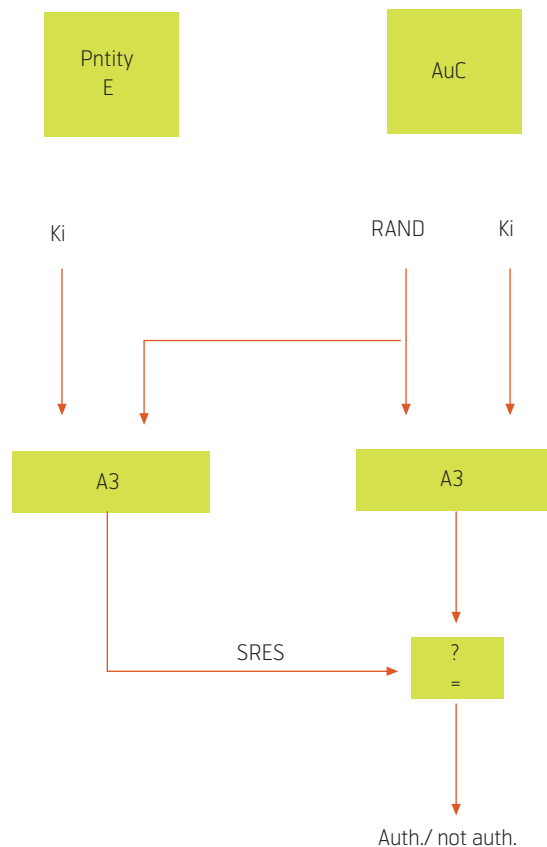 Pntity
E
AuC
Ki
RAND
Ki
A3
A3
SRES
?
=
Auth./ not auth.